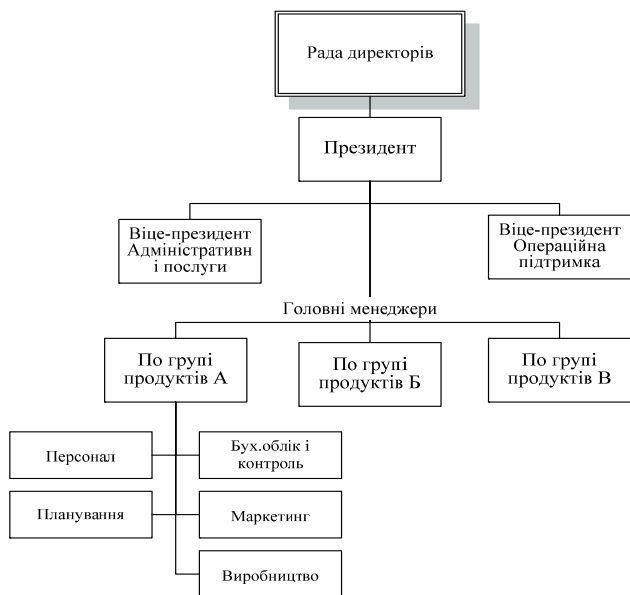 Рада директорів
Президент
Віце-президент
Адміністративн
і послуги
Віце-президент
Операційна
підтримка
Головні менеджери
По групі
продуктів А
По групі
продуктів Б
По групі
продуктів В
Персонал
Бух.облік і
контроль
Планування
Маркетинг
Виробництво